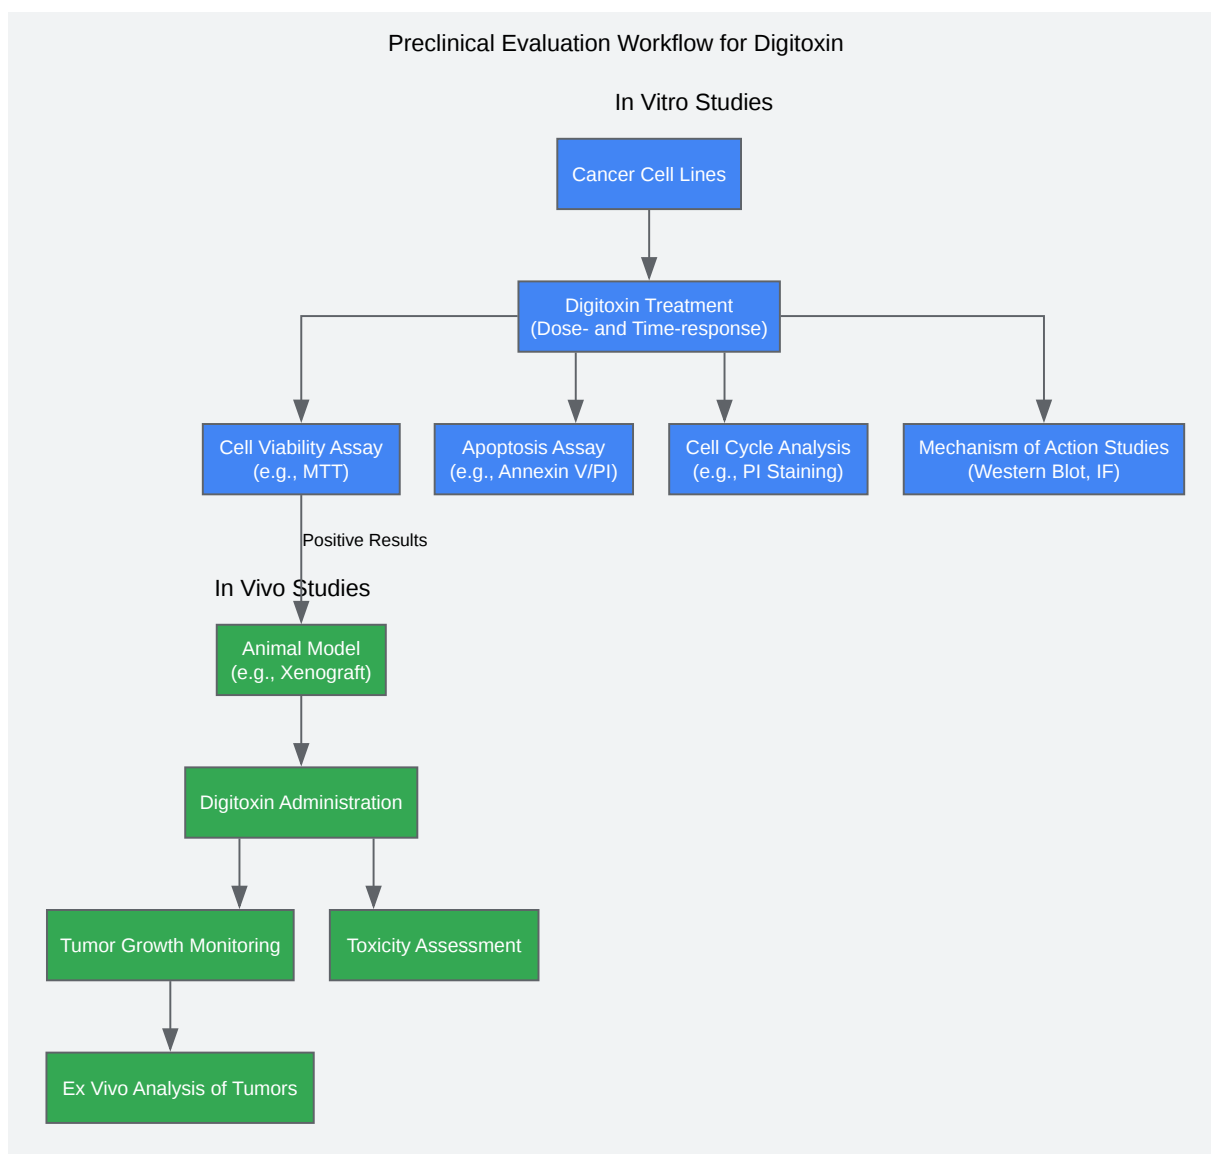 Preclinical Evaluation Workflow for Digitoxin
In Vitro Studies
Cancer Cell Lines
Digitoxin Treatment
(Dose- and Time-response)
Cell Viability Assay
(e.g., MTT)
Apoptosis Assay
(e.g., Annexin V/PI)
Cell Cycle Analysis
(e.g., PI Staining)
Mechanism of Action Studies
(Western Blot, IF)
Positive Results
In Vivo Studies
Animal Model
(e.g., Xenograft)
Digitoxin Administration
Tumor Growth Monitoring
Toxicity Assessment
Ex Vivo Analysis of Tumors